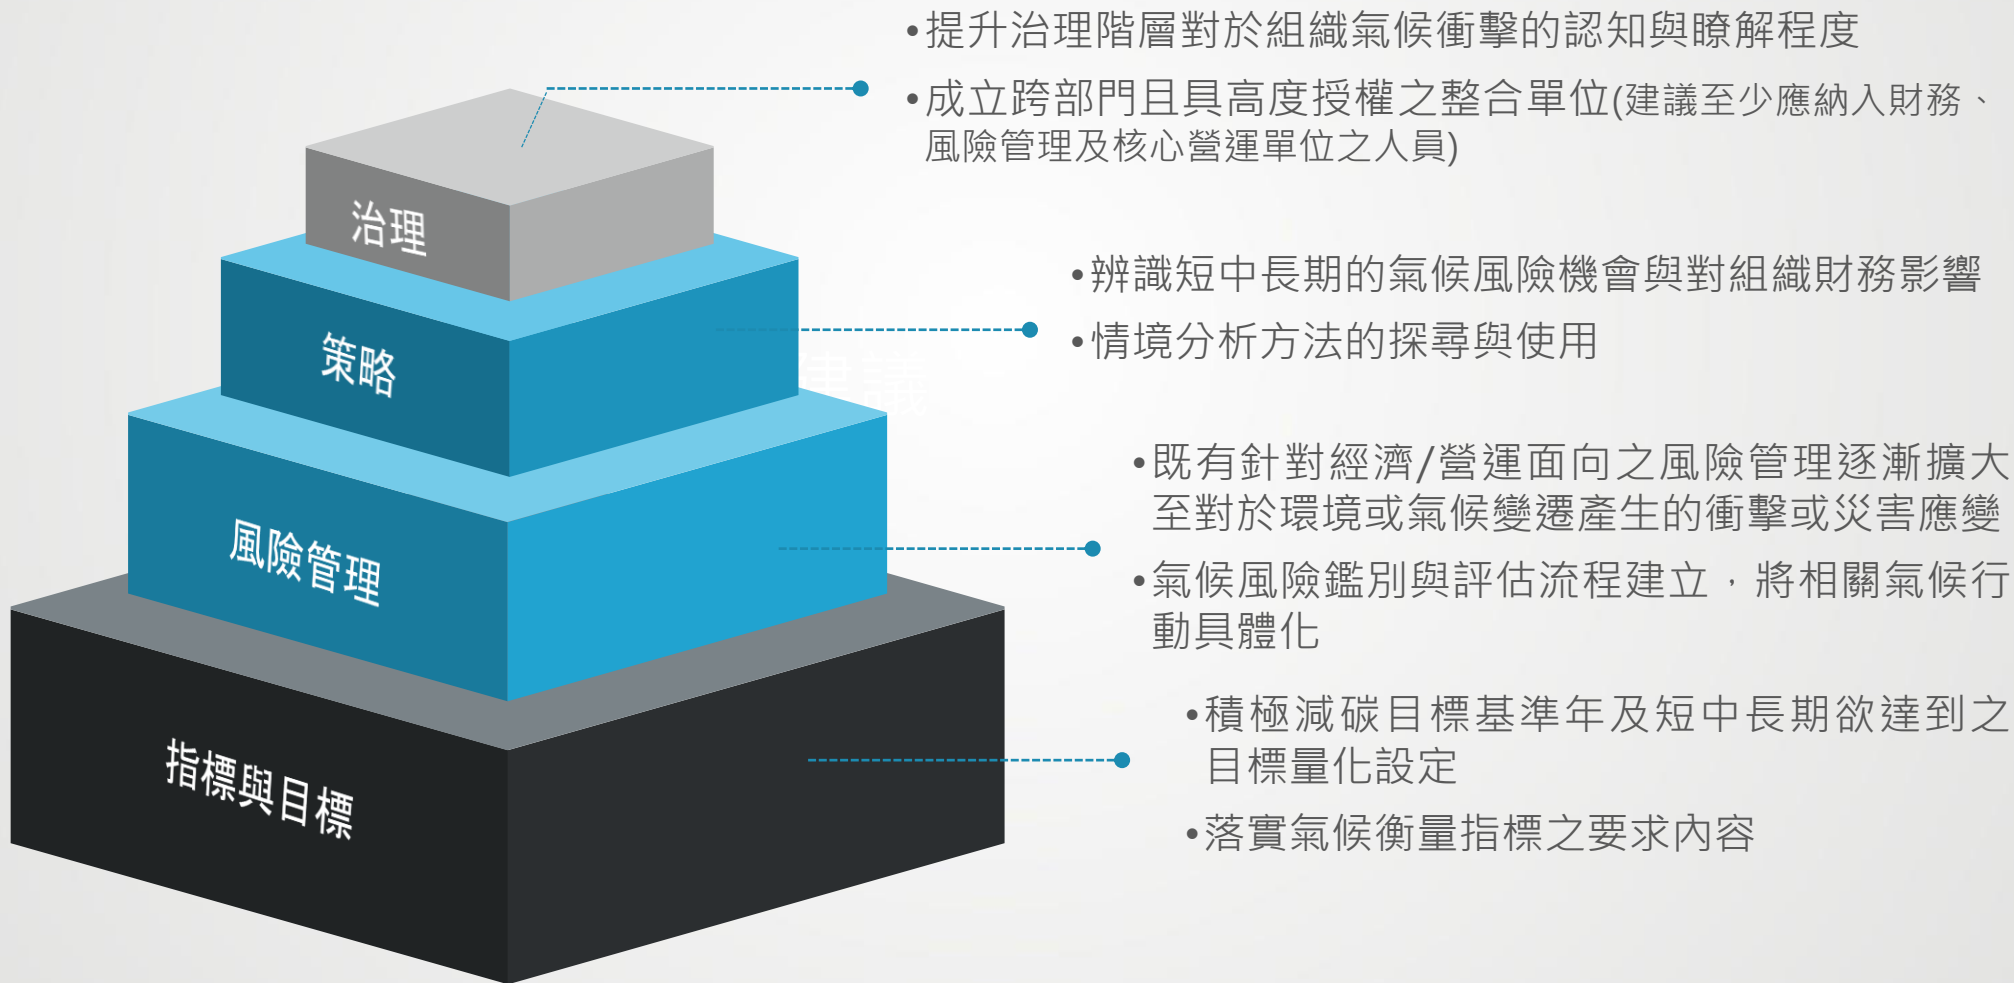 •提升治理階層對於組織氣候衝擊的認知與瞭解程度
•成立跨部門且具高度授權之整合單位(建議至少應納入財務、
風險管理及核心營運單位之人員)
治理
•辨識短中長期的氣候風險機會與對組織財務影響
•情境分析方法的探尋與使用
策略
建議
•既有針對經濟/營運面向之風險管理逐漸擴大
至對於環境或氣候變遷產生的衝擊或災害應變
•氣候風險鑑別與評估流程建立，將相關氣候行
動具體化
風險管理
•積極減碳目標基準年及短中長期欲達到之
目標量化設定
•落實氣候衡量指標之要求內容
指標與目標